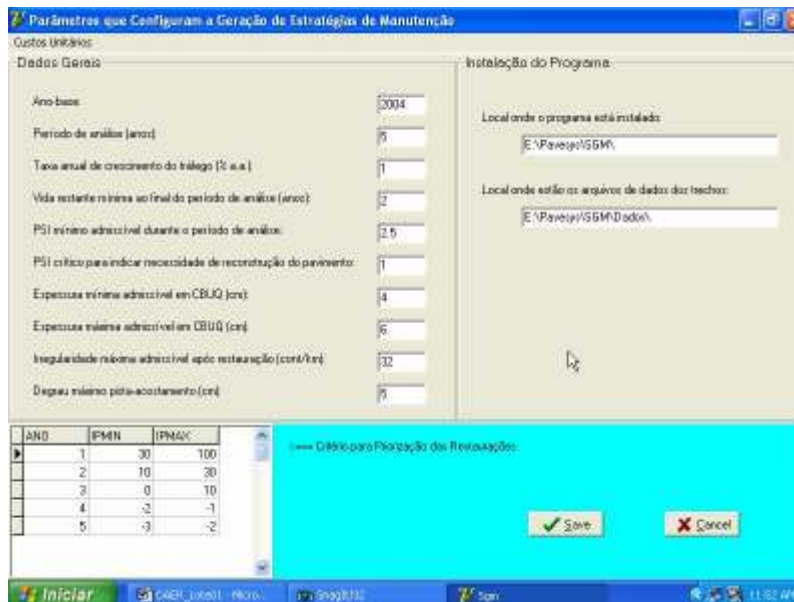 Parâmetros que Configuram a Geração de Estratégias de Manutenção
Custos Unitários
Dados Gerais
Ano-base:
2004
Período de análise (anos):
5
Taxa anual de crescimento do tráfego (% a.a.):
1
Vida restante mínima ao final do período de análise (anos):
2
PSI mínimo admissível durante o período de análise:
2.5
PSI crítico para indicar necessidade de reconstrução do pavimento:
1
Espessura mínima admissível em CBUQ (cm):
4
Espessura máxima admissível em CBUQ (cm):
6
Irregularidade máxima admissível após restauração (cont/km):
32
Degrau máximo pista-acostamento (cm):
5
Instalação do Programa
Local onde o programa está instalado:
E:\Pavesys\SGM\
Local onde estão os arquivos de dados dos trechos:
E:\Pavesys\SGM\Dados\
ANO IPMIN IPMAX
1 30 100
2 10 30
3 0 10
4 -2 -1
5 -3 -2
<=== Critério para Priorização das Restaurações
Save
Cancel
Iniciar
Sgm